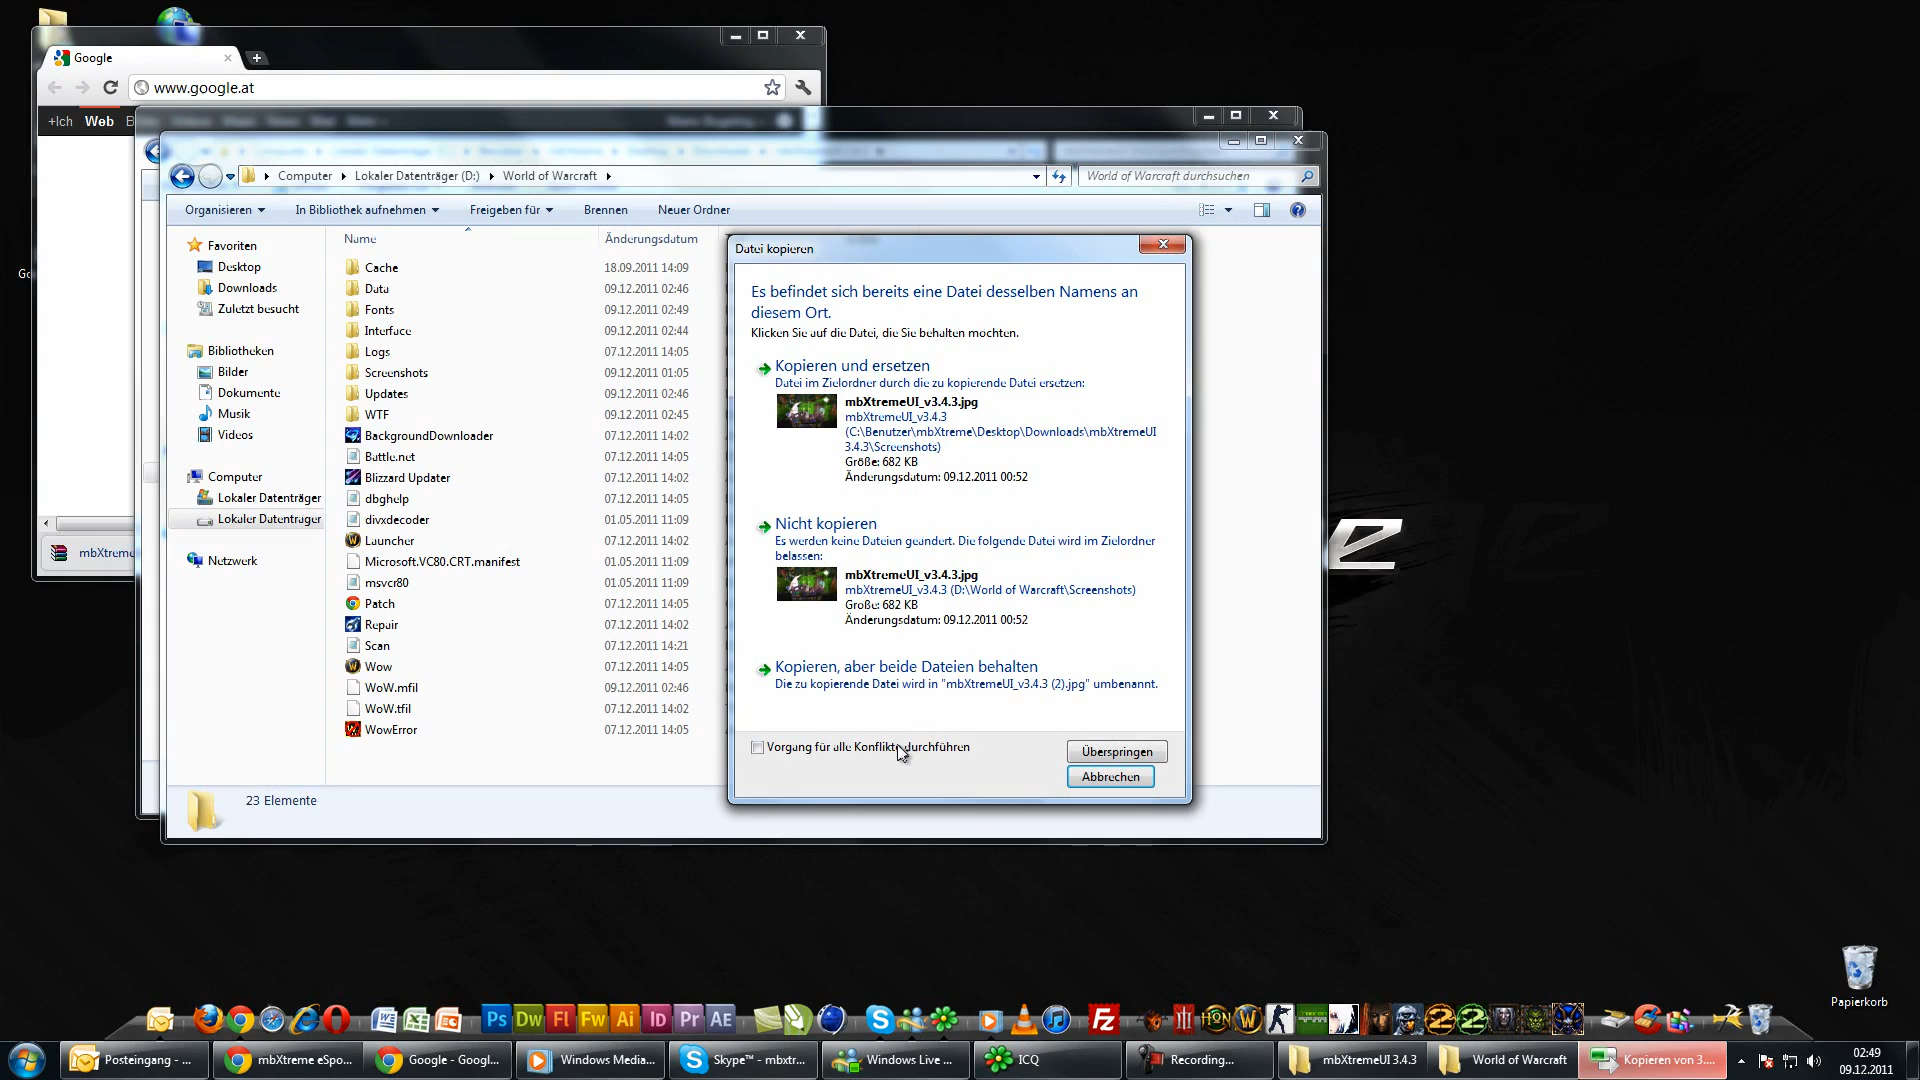 Google
www.google.at
+Ich Web
Computer Lokaler Datenträger (D:) World of Warcraft
World of Warcraft durchsuchen
Organisieren In Bibliothek aufnehmen Freigeben für Brennen Neuer Ordner
Name Änderungsdatum
Favoriten
Desktop
Downloads
Zuletzt besucht
Bibliotheken
Bilder
Dokumente
Musik
Videos
Computer
Lokaler Datenträger
Lokaler Datenträger
Netzwerk
Cache 18.09.2011 14:09
Data 09.12.2011 02:46
Fonts 09.12.2011 02:49
Interface 09.12.2011 02:44
Logs 07.12.2011 14:05
Screenshots 09.12.2011 01:05
Updates 09.12.2011 02:46
WTF 09.12.2011 02:45
BackgroundDownloader 07.12.2011 14:02
Battle.net 07.12.2011 14:05
Blizzard Updater 07.12.2011 14:02
dbghelp 07.12.2011 14:05
divxdecoder 01.05.2011 11:09
Launcher 07.12.2011 14:02
Microsoft.VC80.CRT.manifest 01.05.2011 11:09
msvcr80 01.05.2011 11:09
Patch 07.12.2011 14:05
Repair 07.12.2011 14:02
Scan 07.12.2011 14:21
Wow 07.12.2011 14:05
WoW.mfil 09.12.2011 02:46
WoW.tfil 07.12.2011 14:02
WowError 07.12.2011 14:02
23 Elemente
mbXtreme
Datei kopieren
Es befindet sich bereits eine Datei desselben Namens an
diesem Ort.
Klicken Sie auf die Datei, die Sie behalten möchten.
Kopieren und ersetzen
Datei im Zielordner durch die zu kopierende Datei ersetzen:
mbXtremeUI_v3.4.3.jpg
mbXtremeUI_v3.4.3
(C:\Benutzer\mbXtreme\Desktop\Downloads\mbXtremeUI
3.4.3\Screenshots)
Größe: 682 KB
Änderungsdatum: 09.12.2011 00:52
Nicht kopieren
Es werden keine Dateien geändert. Die folgende Datei wird im Zielordner
belassen:
mbXtremeUI_v3.4.3.jpg
mbXtremeUI_v3.4.3 (D:\World of Warcraft\Screenshots)
Größe: 682 KB
Änderungsdatum: 09.12.2011 00:52
Kopieren, aber beide Dateien behalten
Die zu kopierende Datei wird in "mbXtremeUI_v3.4.3 (2).jpg" umbenannt.
Vorgang für alle Konflikte durchführen
Überspringen
Abbrechen
e
Papierkorb
Ps Dw Fl Fw Ai Id Pr AE
Posteingang - ... mbXtreme eSpo... Google - Googl... Windows Media... Skype™ - mbxtr... Windows Live ... ICQ Recording... mbXtremeUI 3.4.3 World of Warcraft Kopieren von 3....
02:49
09.12.2011